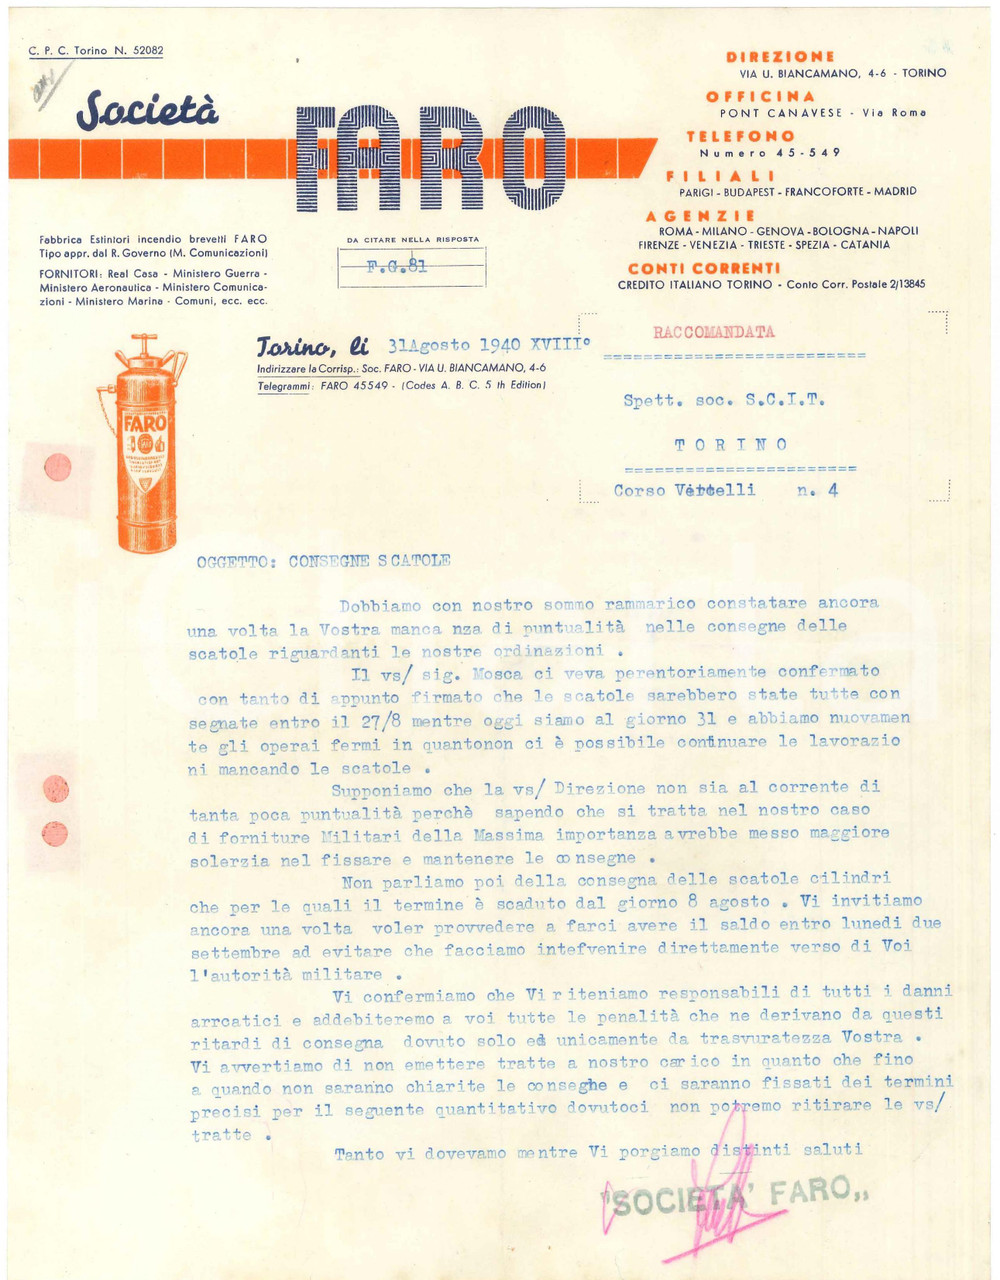 C. P. C. Torino N. 52082
Società
FARO
DIREZIONE
VIA U. BIANCAMANO, 4-6 - TORINO
OFFICINA
PONT CANAVESE - Via Roma
TELEFONO
Numero 45-549
FILIALI
PARIGI - BUDAPEST - FRANCOFORTE - MADRID
AGENZIE
ROMA - MILANO - GENOVA - BOLOGNA - NAPOLI
FIRENZE - VENEZIA - TRIESTE - SPEZIA - CATANIA
CONTI CORRENTI
CREDITO ITALIANO TORINO - Conto Corr. Postale 2/13845
Fabbrica Estintori incendio brevetti FARO
Tipo appr. dal R. Governo (M. Comunicazioni)
FORNITORI: Real Casa - Ministero Guerra -
Ministero Aeronautica - Ministero Comunica-
zioni - Ministero Marina - Comuni, ecc. ecc.
DA CITARE NELLA RISPOSTA
F.G.81
Torino, li 31Agosto 1940 XVIII°
Indirizzare la Corrisp.: Soc. FARO - VIA U. BIANCAMANO, 4-6
Telegrammi: FARO 45549 - (Codes A. B. C. 5 th Edition)
RACCOMANDATA
Spett. soc. S.C.I.T.
TORINO
Corso Vercelli n. 4
FARO
OGGETTO: CONSEGNE SCATOLE
Dobbiamo con nostro sommo rammarico constatare ancora
una volta la Vostra manca nza di puntualità nelle consegne delle
scatole riguardanti le nostre ordinazioni .
Il vs/ sig. Mosca ci veva perentoriamente confermato
con tanto di appunto firmato che le scatole sarebbero state tutte con
segnate entro il 27/8 mentre oggi siamo al giorno 31 e abbiamo nuovamen
te gli operai fermi in quantonon ci è possibile continuare le lavorazio
ni mancando le scatole .
Supponiamo che la vs/ Direzione non sia al corrente di
tanta poca puntualità perchè sapendo che si tratta nel nostro caso
di forniture Militari della Massima importanza avrebbe messo maggiore
solerzia nel fissare e mantenere le consegne .
Non parliamo poi della consegna delle scatole cilindri
che per le quali il termine è scaduto dal giorno 8 agosto . Vi invitiamo
ancora una volta voler provvedere a farci avere il saldo entro lunedi due
settembre ad evitare che facciamo intefvenire direttamente verso di Voi
l'autorità militare .
Vi confermiamo che Vi riteniamo responsabili di tutti i danni
arrcatici e addebiteremo a voi tutte le penalità che ne derivano da questi
ritardi di consegna dovuto solo ed unicamente da trasvuratezza Vostra .
Vi avvertiamo di non emettere tratte a nostro carico in quanto che fino
a quando non saranno chiarite le conseghe e ci saranno fissati dei termini
precisi per il seguente quantitativo dovutoci non potremo ritirare le vs/
tratte .
Tanto vi dovevamo mentre Vi porgiamo distinti saluti
"SOCIETA' FARO„